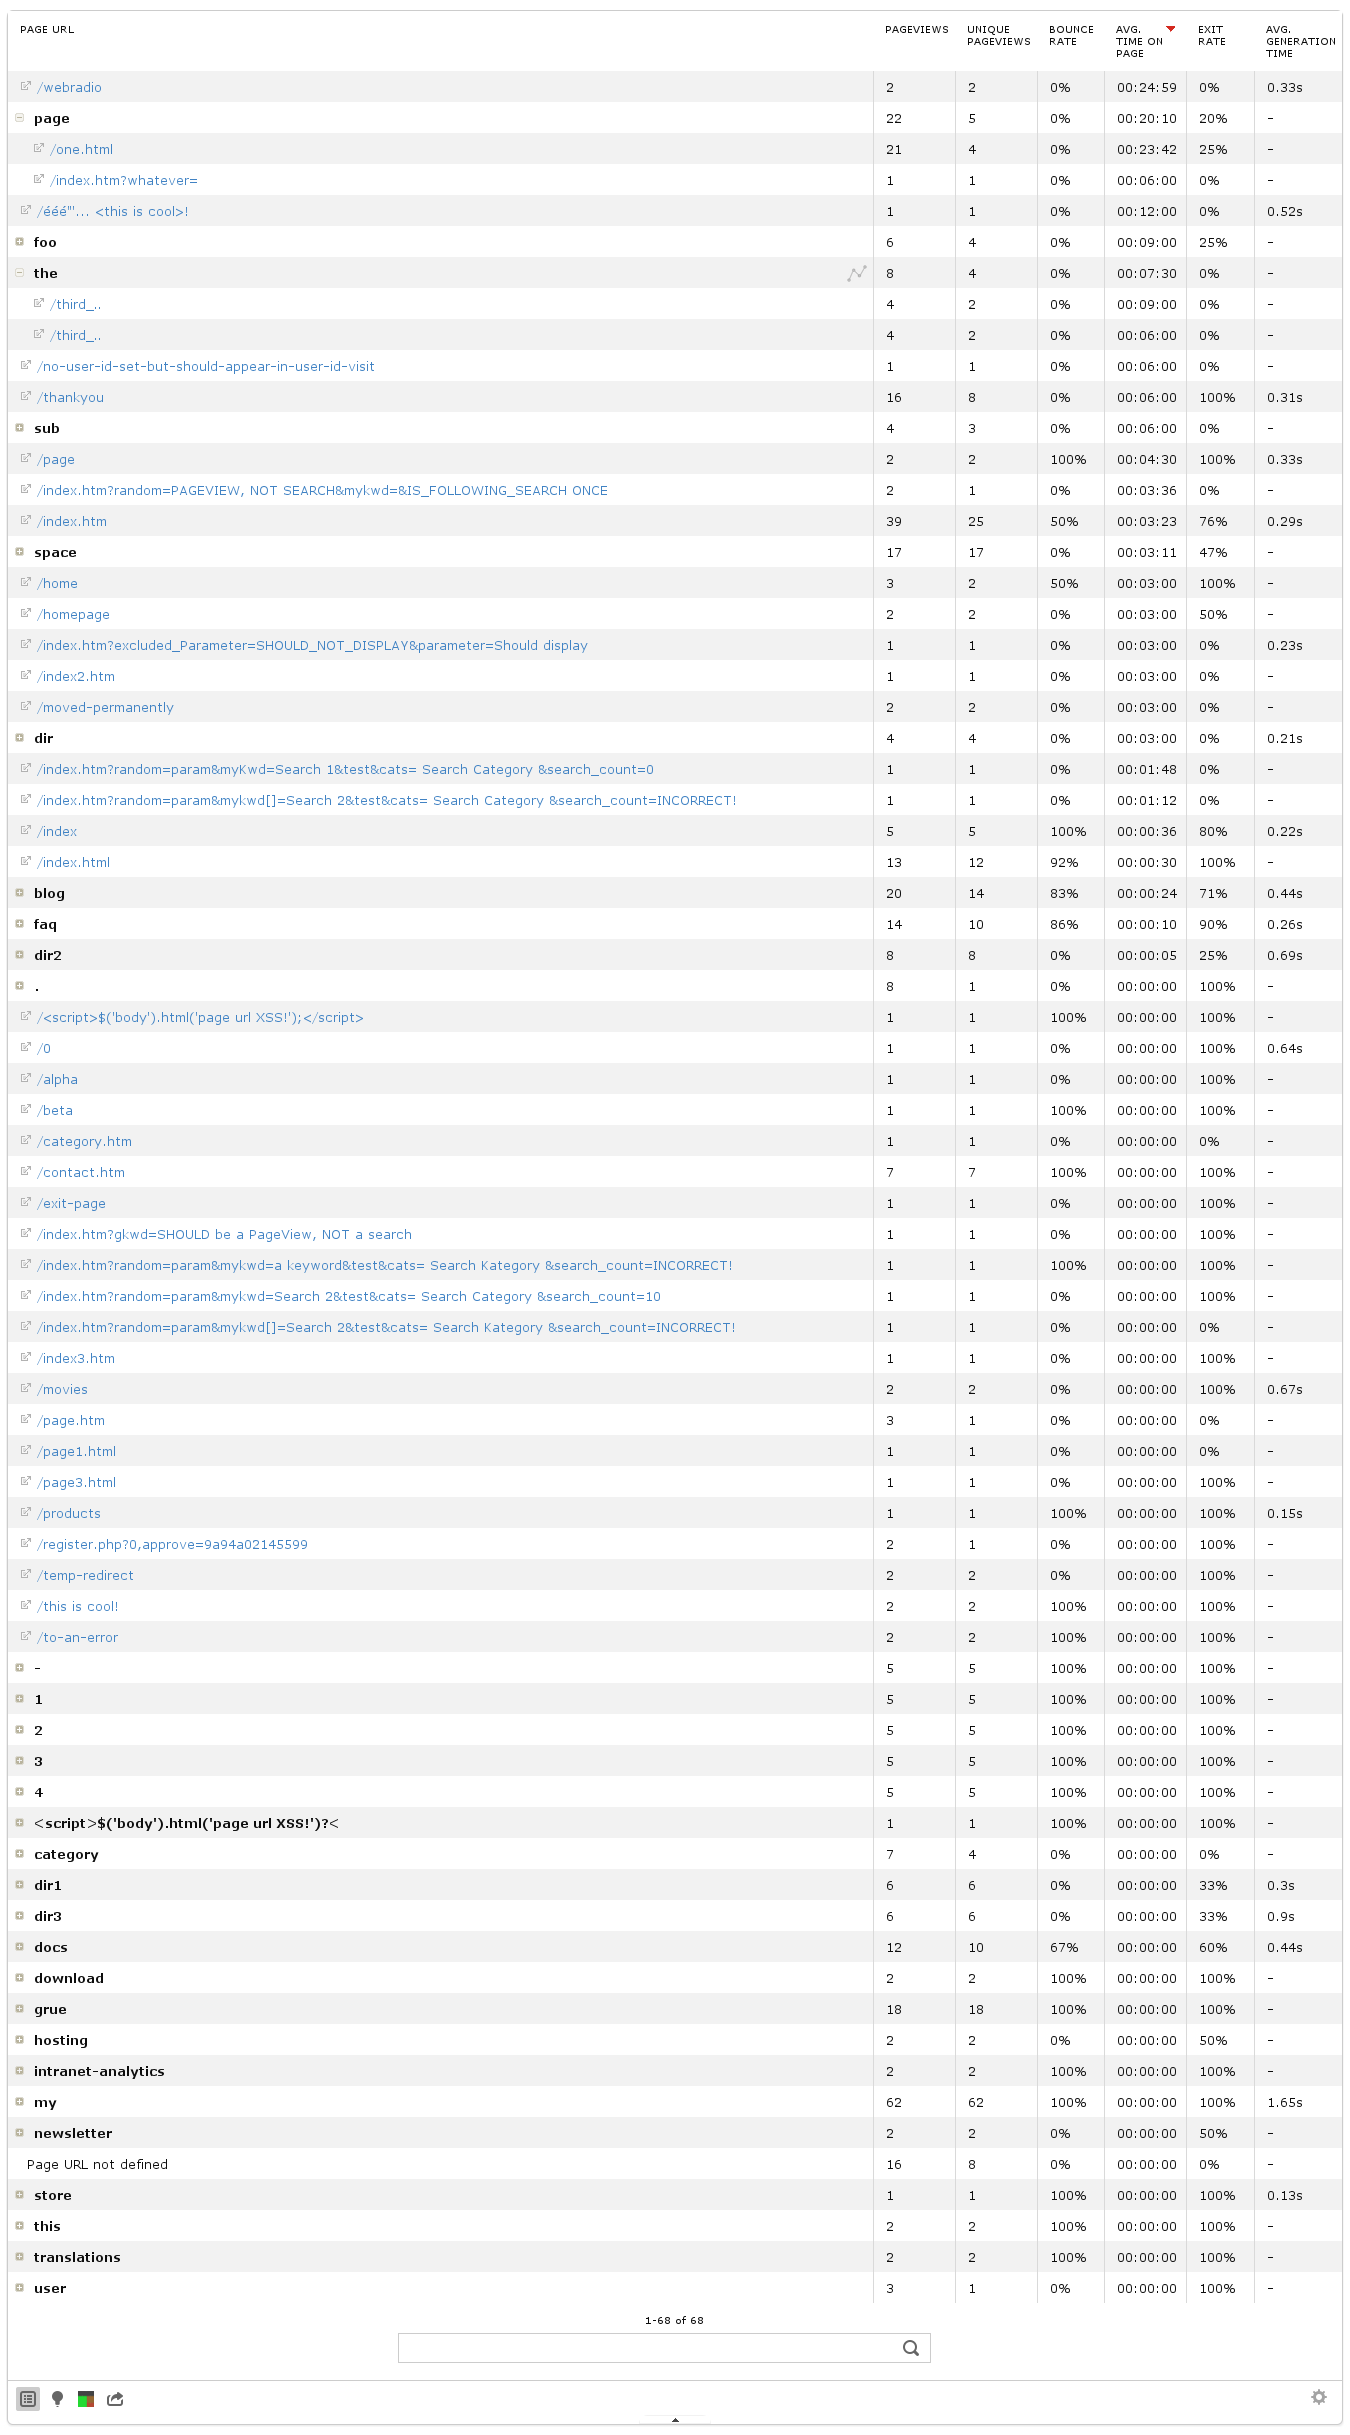 PAGE URL PAGEVIEWS UNIQUE PAGEVIEWS BOUNCE RATE AVG. TIME ON PAGE EXIT RATE AVG. GENERATION TIME
/webradio 2 2 0% 00:24:59 0% 0.33s
page 22 5 0% 00:20:10 20% -
/one.html 21 4 0% 00:23:42 25% -
/index.htm?whatever= 1 1 0% 00:06:00 0% -
/ééé"'... <this is cool>! 1 1 0% 00:12:00 0% 0.52s
foo 6 4 0% 00:09:00 25% -
the 8 4 0% 00:07:30 0% -
/third_.. 4 2 0% 00:09:00 0% -
/third_.. 4 2 0% 00:06:00 0% -
/no-user-id-set-but-should-appear-in-user-id-visit 1 1 0% 00:06:00 0% -
/thankyou 16 8 0% 00:06:00 100% 0.31s
sub 4 3 0% 00:06:00 0% -
/page 2 2 100% 00:04:30 100% 0.33s
/index.htm?random=PAGEVIEW, NOT SEARCH&mykwd=&IS_FOLLOWING_SEARCH ONCE 2 1 0% 00:03:36 0% -
/index.htm 39 25 50% 00:03:23 76% 0.29s
space 17 17 0% 00:03:11 47% -
/home 3 2 50% 00:03:00 100% -
/homepage 2 2 0% 00:03:00 50% -
/index.htm?excluded_Parameter=SHOULD_NOT_DISPLAY&parameter=Should display 1 1 0% 00:03:00 0% 0.23s
/index2.htm 1 1 0% 00:03:00 0% -
/moved-permanently 2 2 0% 00:03:00 0% -
dir 4 4 0% 00:03:00 0% 0.21s
/index.htm?random=param&myKwd=Search 1&test&cats= Search Category &search_count=0 1 1 0% 00:01:48 0% -
/index.htm?random=param&mykwd[]=Search 2&test&cats= Search Category &search_count=INCORRECT! 1 1 0% 00:01:12 0% -
/index 5 5 100% 00:00:36 80% 0.22s
/index.html 13 12 92% 00:00:30 100% -
blog 20 14 83% 00:00:24 71% 0.44s
faq 14 10 86% 00:00:10 90% 0.26s
dir2 8 8 0% 00:00:05 25% 0.69s
. 8 1 0% 00:00:00 100% -
/<script>$('body').html('page url XSS!');</script> 1 1 100% 00:00:00 100% -
/0 1 1 0% 00:00:00 100% 0.64s
/alpha 1 1 0% 00:00:00 100% -
/beta 1 1 100% 00:00:00 100% -
/category.htm 1 1 0% 00:00:00 0% -
/contact.htm 7 7 100% 00:00:00 100% -
/exit-page 1 1 0% 00:00:00 100% -
/index.htm?gkwd=SHOULD be a PageView, NOT a search 1 1 0% 00:00:00 100% -
/index.htm?random=param&mykwd=a keyword&test&cats= Search Kategory &search_count=INCORRECT! 1 1 100% 00:00:00 100% -
/index.htm?random=param&mykwd=Search 2&test&cats= Search Category &search_count=10 1 1 0% 00:00:00 100% -
/index.htm?random=param&mykwd[]=Search 2&test&cats= Search Kategory &search_count=INCORRECT! 1 1 0% 00:00:00 0% -
/index3.htm 1 1 0% 00:00:00 100% -
/movies 2 2 0% 00:00:00 100% 0.67s
/page.htm 3 1 0% 00:00:00 0% -
/page1.html 1 1 0% 00:00:00 0% -
/page3.html 1 1 0% 00:00:00 100% -
/products 1 1 100% 00:00:00 100% 0.15s
/register.php?0,approve=9a94a02145599 2 1 0% 00:00:00 100% -
/temp-redirect 2 2 0% 00:00:00 100% -
/this is cool! 2 2 100% 00:00:00 100% -
/to-an-error 2 2 100% 00:00:00 100% -
- 5 5 100% 00:00:00 100% -
1 5 5 100% 00:00:00 100% -
2 5 5 100% 00:00:00 100% -
3 5 5 100% 00:00:00 100% -
4 5 5 100% 00:00:00 100% -
<script>$('body').html('page url XSS!')?< 1 1 100% 00:00:00 100% -
category 7 4 0% 00:00:00 0% -
dir1 6 6 0% 00:00:00 33% 0.3s
dir3 6 6 0% 00:00:00 33% 0.9s
docs 12 10 67% 00:00:00 60% 0.44s
download 2 2 100% 00:00:00 100% -
grue 18 18 100% 00:00:00 100% -
hosting 2 2 0% 00:00:00 50% -
intranet-analytics 2 2 100% 00:00:00 100% -
my 62 62 100% 00:00:00 100% 1.65s
newsletter 2 2 0% 00:00:00 50% -
Page URL not defined 16 8 0% 00:00:00 0% -
store 1 1 100% 00:00:00 100% 0.13s
this 2 2 100% 00:00:00 100% -
translations 2 2 100% 00:00:00 100% -
user 3 1 0% 00:00:00 100% -
1-68 of 68